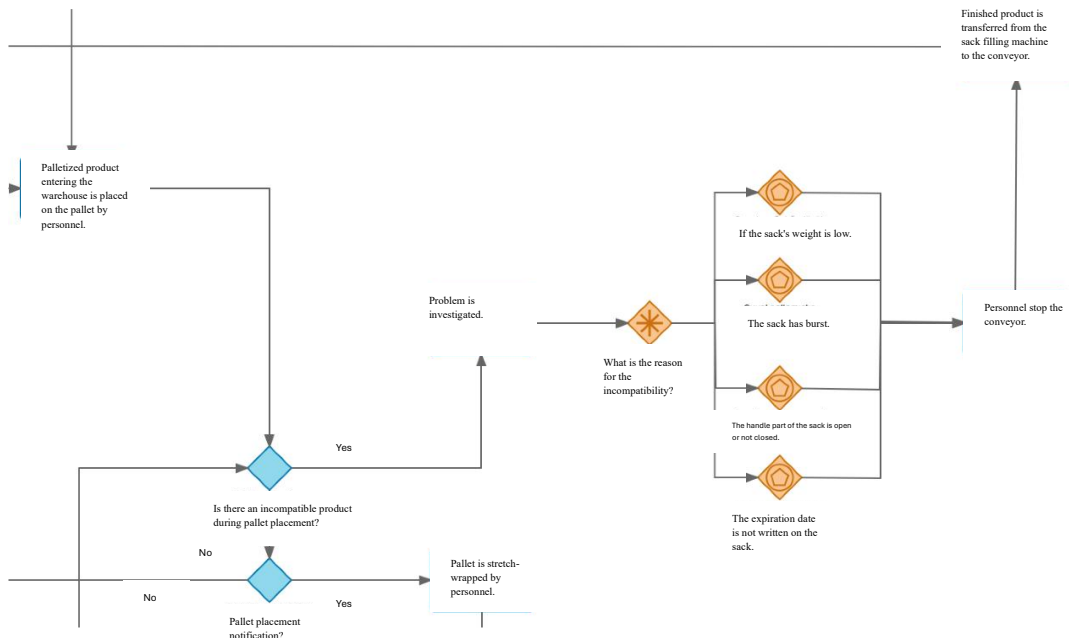 Finished product is
transferred from the
sack filling machine
to the conveyor.
Palletized product
entering the
warehouse is placed
on the pallet by
personnel.
If the sack's weight is low.
Problem is
investigated.
The sack has burst.
Personnel stop the
conveyor.
What is the reason
for the
incompatibility?
The handle part of the sack is open
or not closed.
Yes
Is there an incompatible product
during pallet placement?
The expiration date
is not written on the
sack.
No
Pallet is stretch-
wrapped by
personnel.
No
Yes
Pallet placement
notification?